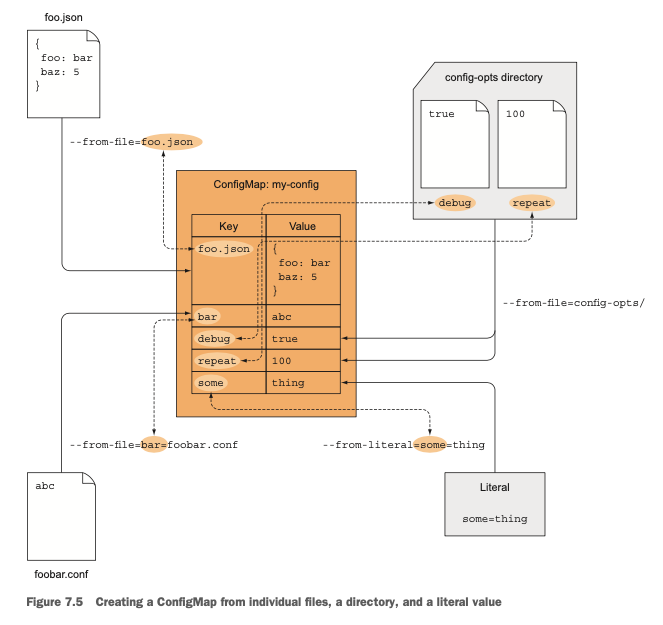 foo.json
{
foo: bar
baz: 5
}
--from-file=foo.json
config-opts directory
true
100
debug
repeat
ConfigMap: my-config
Key Value
foo.json
{
foo: bar
baz: 5
}
bar abc
debug true
repeat 100
some thing
--from-file=config-opts/
--from-file=bar=foobar.conf
--from-literal=some=thing
abc
foobar.conf
Literal
some=thing
Figure 7.5 Creating a ConfigMap from individual files, a directory, and a literal value